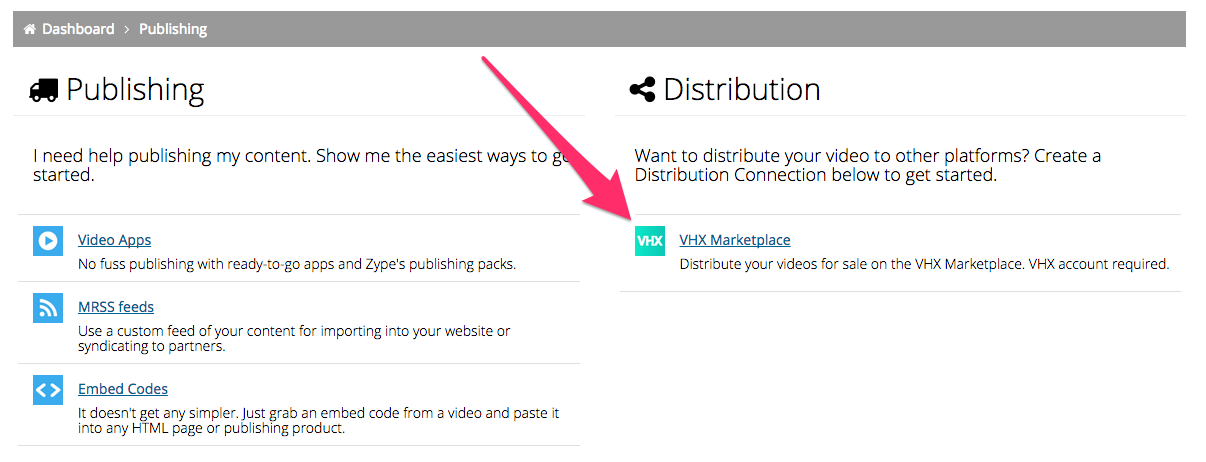 Dashboard > Publishing
Publishing
I need help publishing my content. Show me the easiest ways to ge
started.
Video Apps
No fuss publishing with ready-to-go apps and Zype's publishing packs.
MRSS feeds
Use a custom feed of your content for importing into your website or
syndicating to partners.
Embed Codes
It doesn't get any simpler. Just grab an embed code from a video and paste it
into any HTML page or publishing product.
Distribution
Want to distribute your video to other platforms? Create a
Distribution Connection below to get started.
VHX
VHX Marketplace
Distribute your videos for sale on the VHX Marketplace. VHX account required.